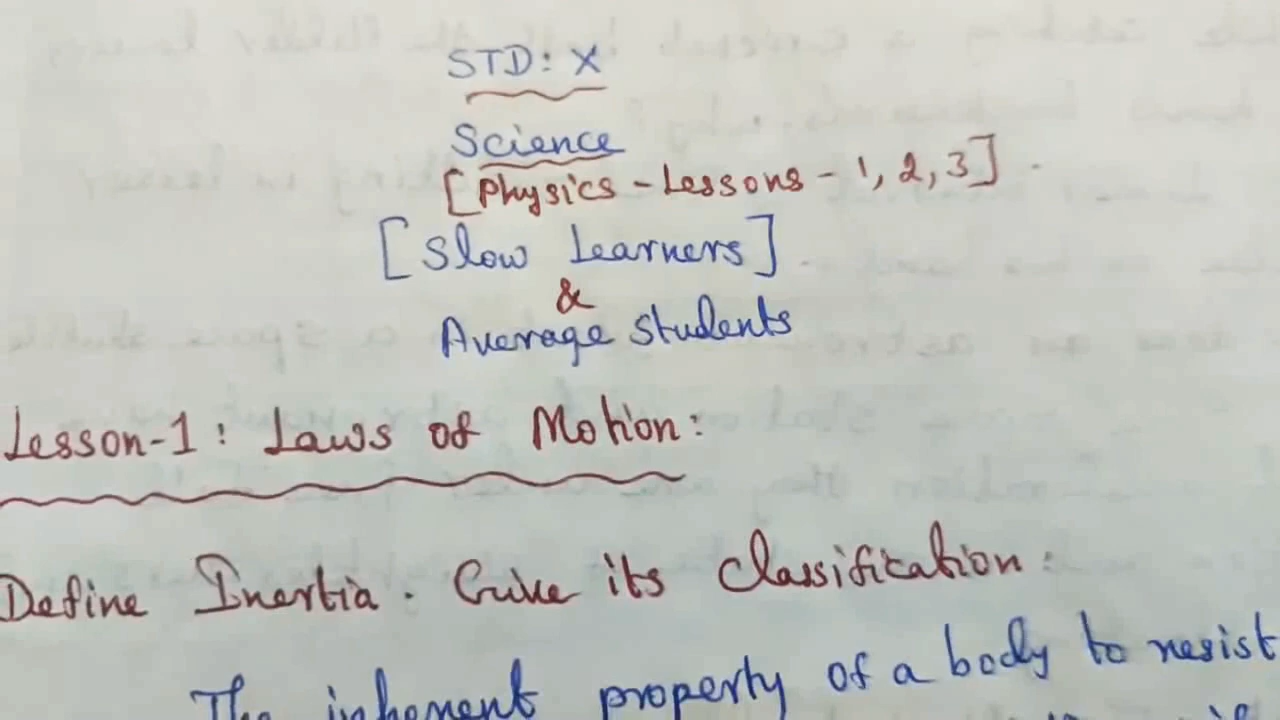 STD: X
Science
[Physics - Lessons - 1, 2, 3]
[Slow Learners]
&
Average Students
Lesson-1: Laws of Motion:
Define Inertia. Give its Classification:
The inherent property of a body to resist